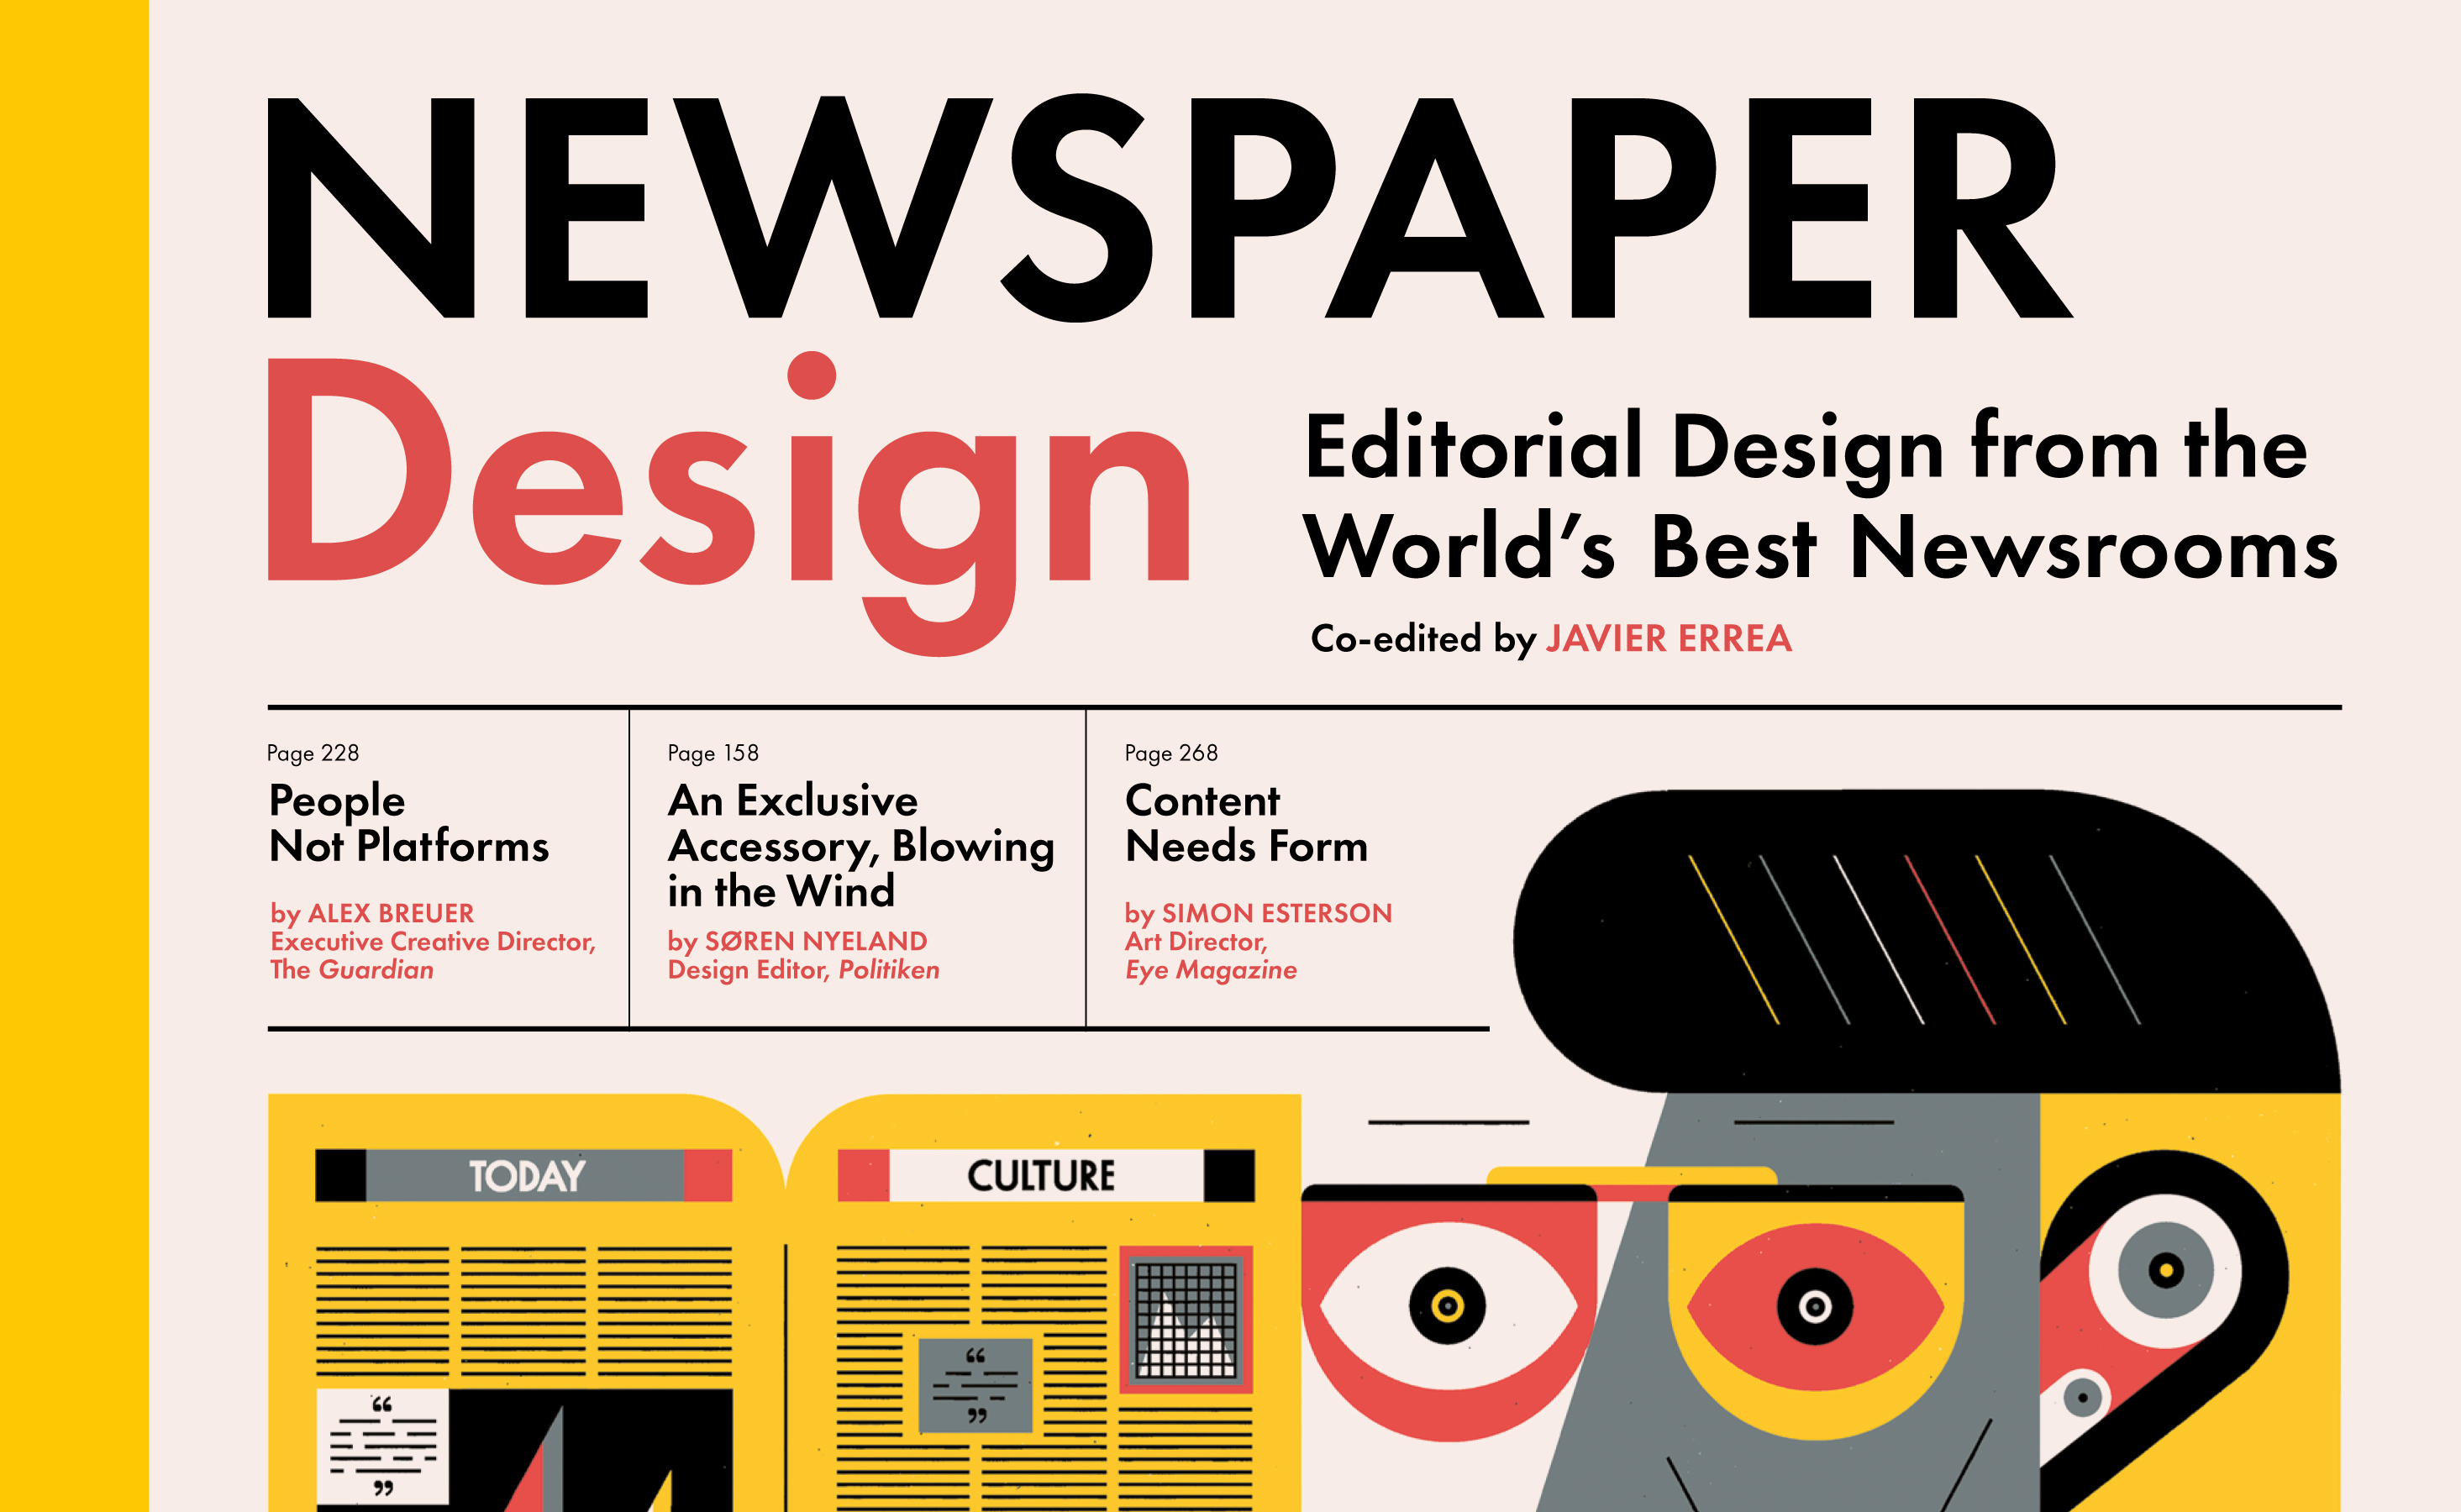 NEWSPAPER
Design
Editorial Design from the
World's Best Newsrooms
Co-edited by JAVIER ERREA
Page 228
People
Not Platforms
by ALEX BREUER
Executive Creative Director,
The Guardian
Page 158
An Exclusive
Accessory, Blowing
in the Wind
by SØREN NYELAND
Design Editor, Politiken
Page 268
Content
Needs Form
by SIMON ESTERSON
Art Director,
Eye Magazine
TODAY
CULTURE
“
”
“
”